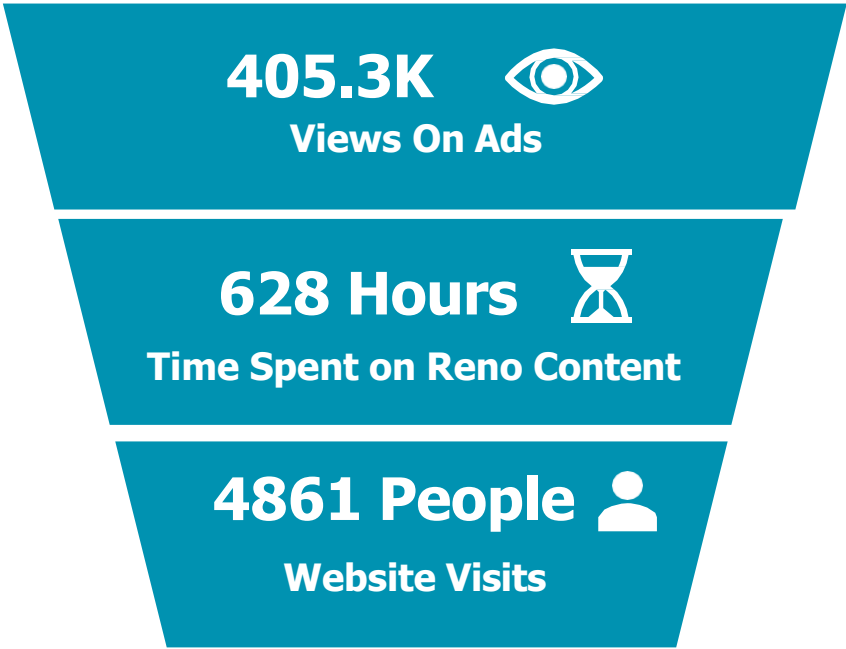 405.3K
Views On Ads
628 Hours
Time Spent on Reno Content
4861 People
Website Visits